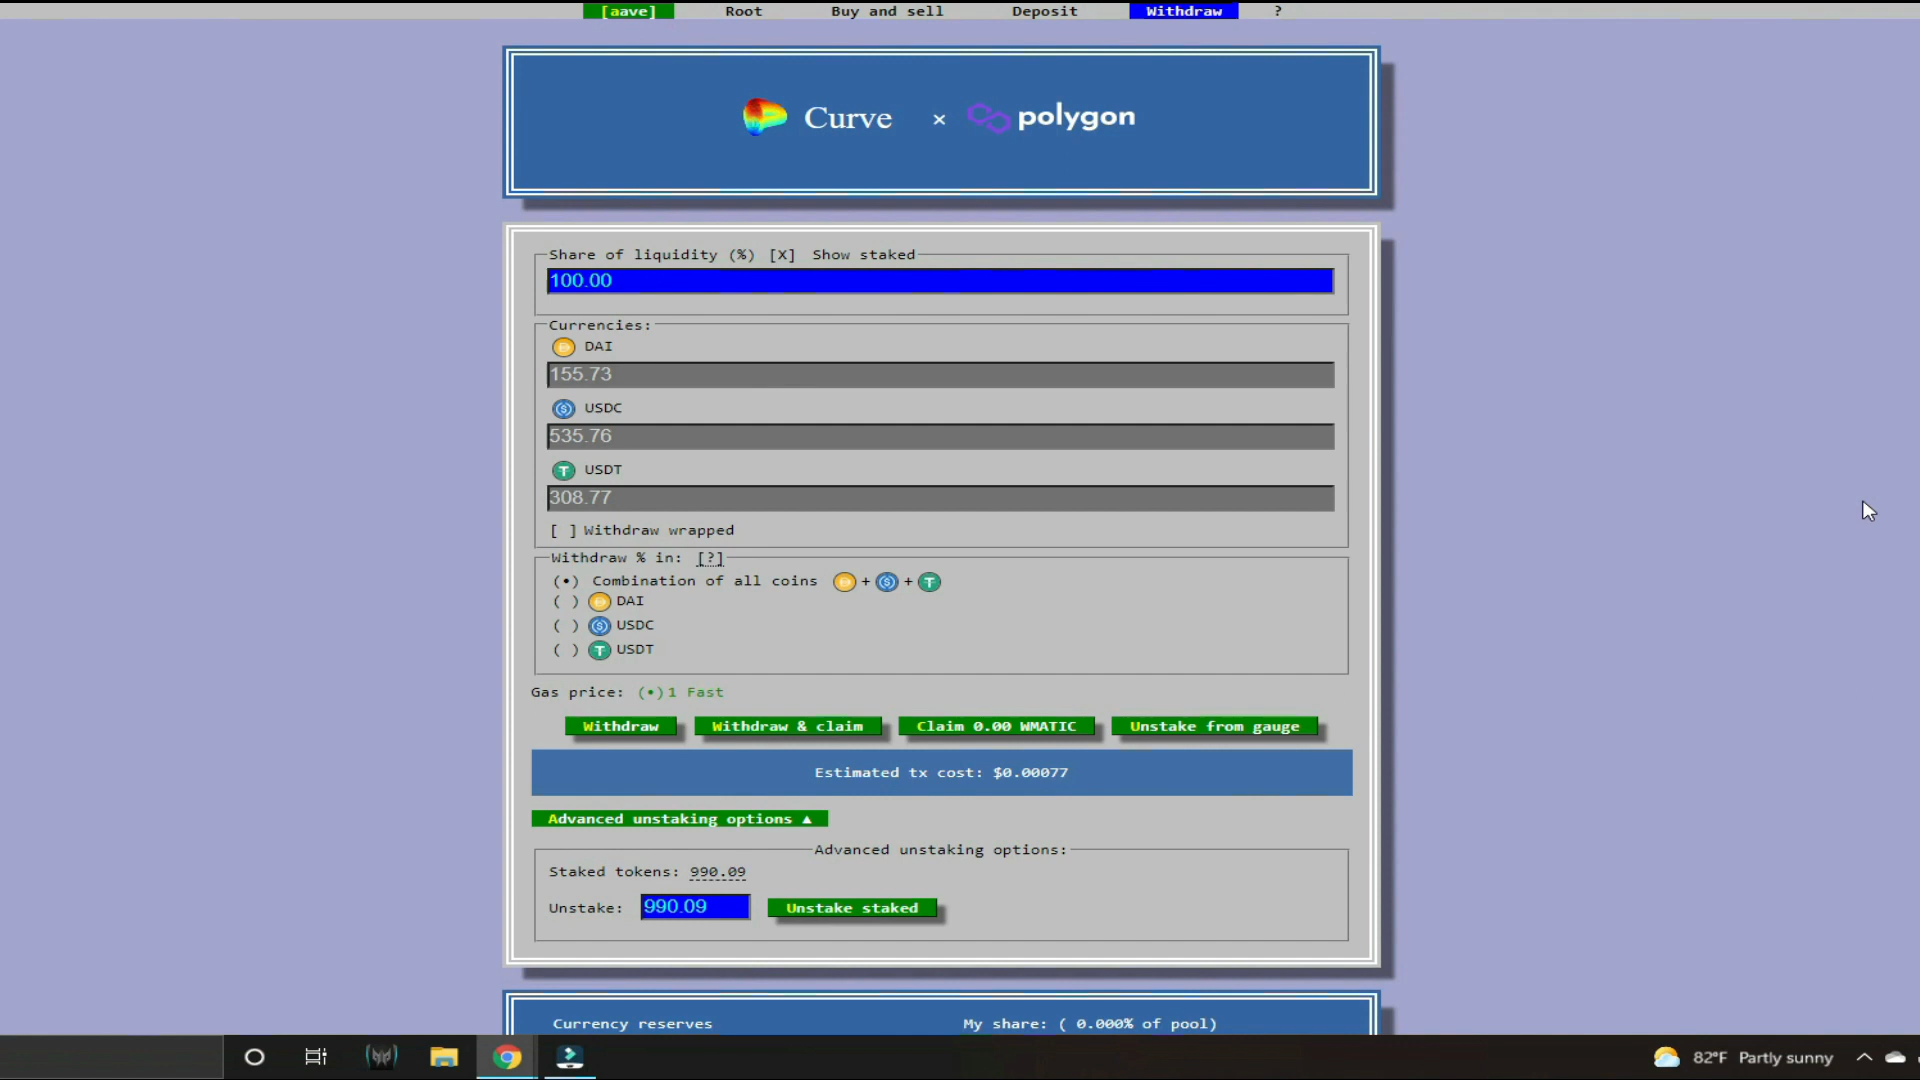 [aave] Root Buy and sell Deposit Withdraw ?
Curve × polygon
Share of liquidity (%) [X] Show staked
100.00
Currencies:
DAI
155.73
USDC
535.76
USDT
308.77
[ ] Withdraw wrapped
Withdraw % in: [?]
(•) Combination of all coins + +
( ) DAI
( ) USDC
( ) USDT
Gas price: (•)1 Fast
Withdraw Withdraw & claim Claim 0.00 WMATIC Unstake from gauge
Estimated tx cost: $0.00077
Advanced unstaking options ▲
Advanced unstaking options:
Staked tokens: 990.09
Unstake: 990.09 Unstake staked
Currency reserves My share: ( 0.000% of pool)
82°F Partly sunny